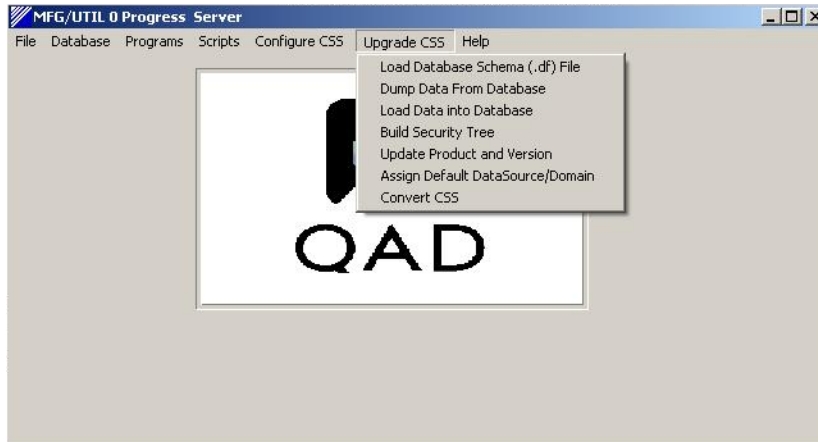 MFG/UTIL 0 Progress Server
File Database Programs Scripts Configure CSS Upgrade CSS Help
Load Database Schema (.df) File
Dump Data From Database
Load Data into Database
Build Security Tree
Update Product and Version
Assign Default DataSource/Domain
Convert CSS
QAD